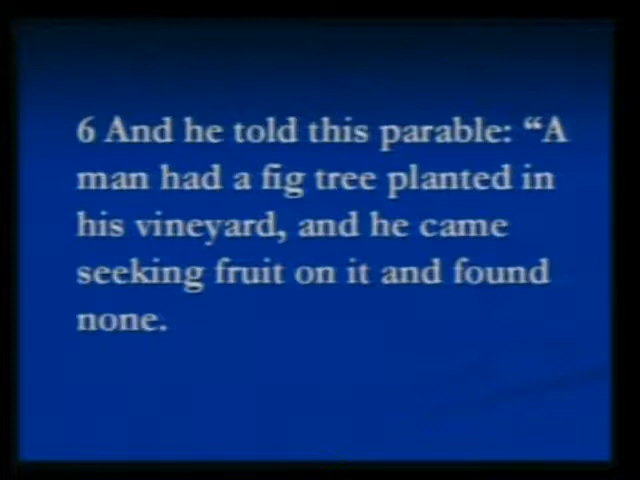 6 And he told this parable: “A
man had a fig tree planted in
his vineyard, and he came
seeking fruit on it and found
none.